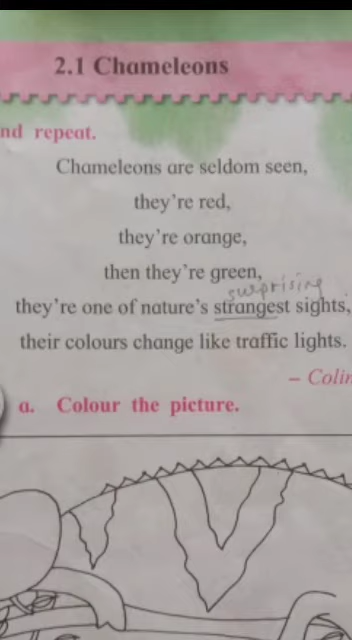 2.1 Chameleons
nd repeat.
Chameleons are seldom seen,
they're red,
they're orange,
then they're green,
surprising
they're one of nature's strangest sights,
their colours change like traffic lights.
– Colin
a. Colour the picture.